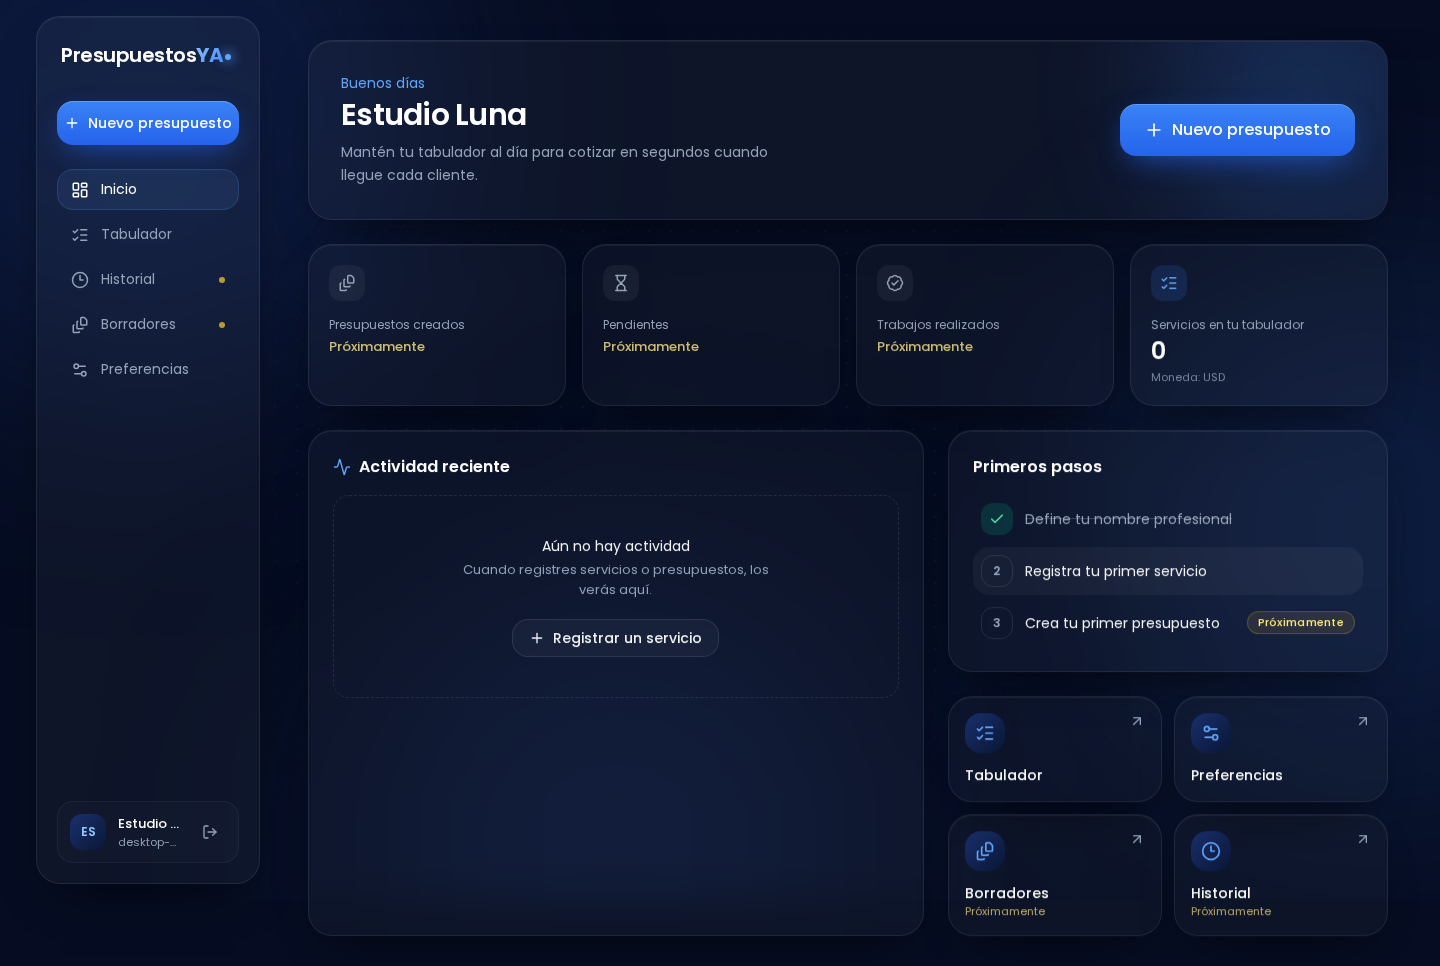 PresupuestosYA
Nuevo presupuesto
Inicio
Tabulador
Historial
Borradores
Preferencias
ES
Estudio ...
desktop-...
Buenos días
Estudio Luna
Mantén tu tabulador al día para cotizar en segundos cuando
llegue cada cliente.
Nuevo presupuesto
Presupuestos creados
Próximamente
Pendientes
Próximamente
Trabajos realizados
Próximamente
Servicios en tu tabulador
0
Moneda: USD
Actividad reciente
Aún no hay actividad
Cuando registres servicios o presupuestos, los
verás aquí.
Registrar un servicio
Primeros pasos
Define tu nombre profesional
2 Registra tu primer servicio
3 Crea tu primer presupuesto Próximamente
Tabulador
Preferencias
Borradores
Próximamente
Historial
Próximamente